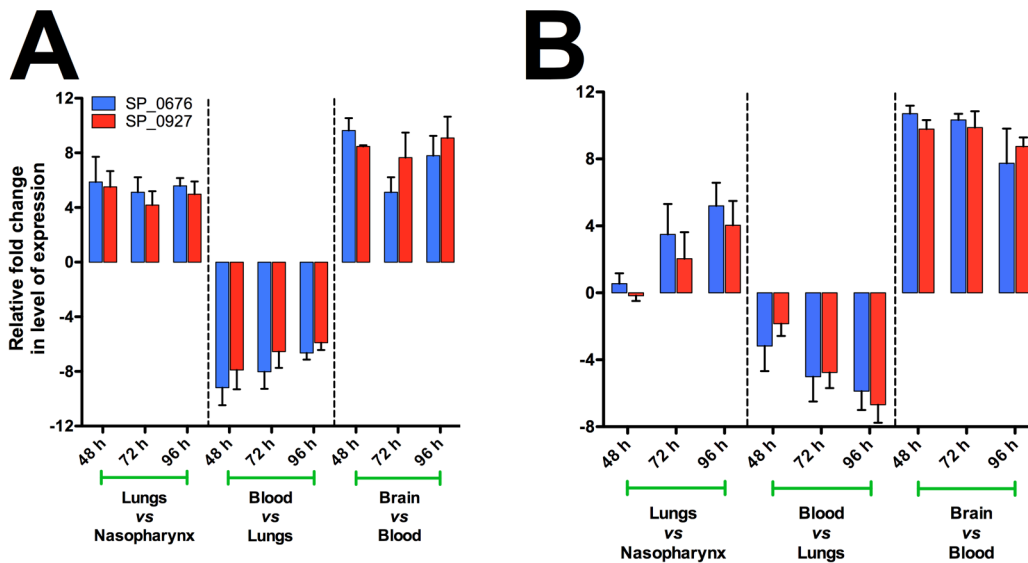 A
B
SP_0676
SP_0927
Relative fold change
in level of expression
12
8
4
0
-4
-8
-12
48 h
72 h
96 h
48 h
72 h
96 h
48 h
72 h
96 h
Lungs
vs
Nasopharynx
Blood
vs
Lungs
Brain
vs
Blood
12
8
4
0
-4
-8
48 h
72 h
96 h
48 h
72 h
96 h
48 h
72 h
96 h
Lungs
vs
Nasopharynx
Blood
vs
Lungs
Brain
vs
Blood